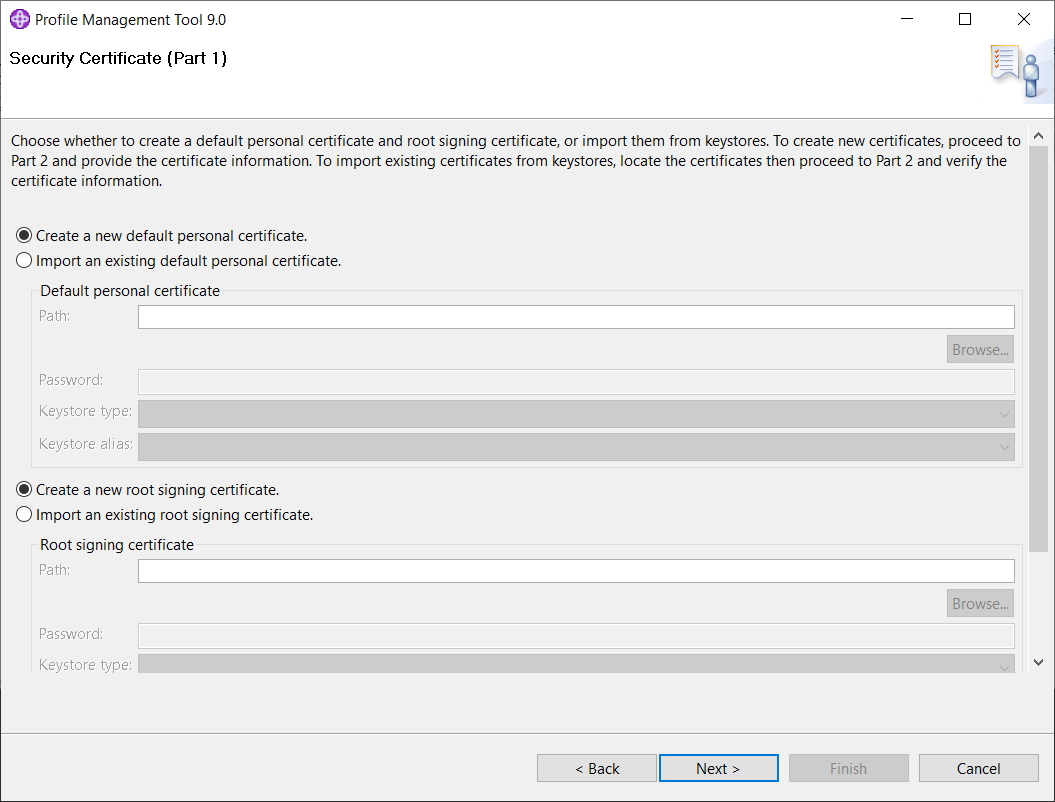 Profile Management Tool 9.0
Security Certificate (Part 1)
Choose whether to create a default personal certificate and root signing certificate, or import them from keystores. To create new certificates, proceed to
Part 2 and provide the certificate information. To import existing certificates from keystores, locate the certificates then proceed to Part 2 and verify the
certificate information.
Create a new default personal certificate.
Import an existing default personal certificate.
Default personal certificate
Path:
Browse...
Password:
Keystore type:
Keystore alias:
Create a new root signing certificate.
Import an existing root signing certificate.
Root signing certificate
Path:
Browse...
Password:
Keystore type:
< Back Next > Finish Cancel